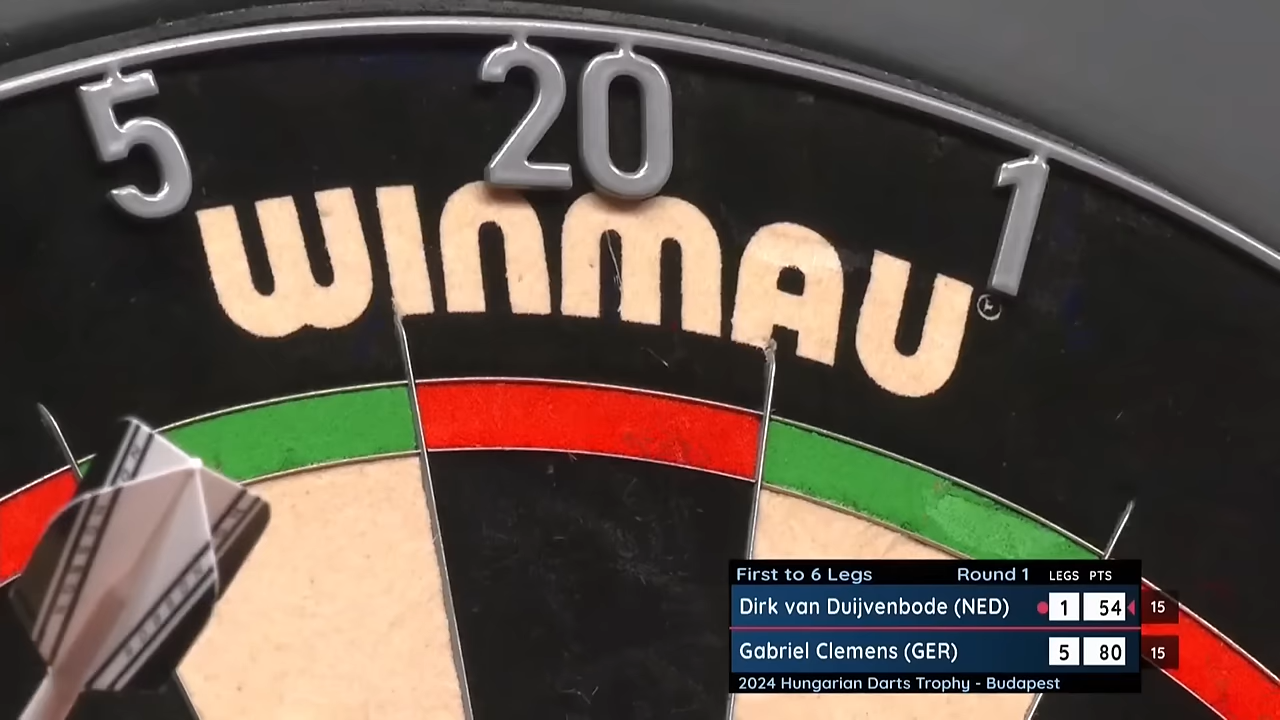 5 20 1
WINMAU
First to 6 Legs Round 1 LEGS PTS
Dirk van Duijvenbode (NED) 1 54 15
Gabriel Clemens (GER) 5 80 15
2024 Hungarian Darts Trophy - Budapest